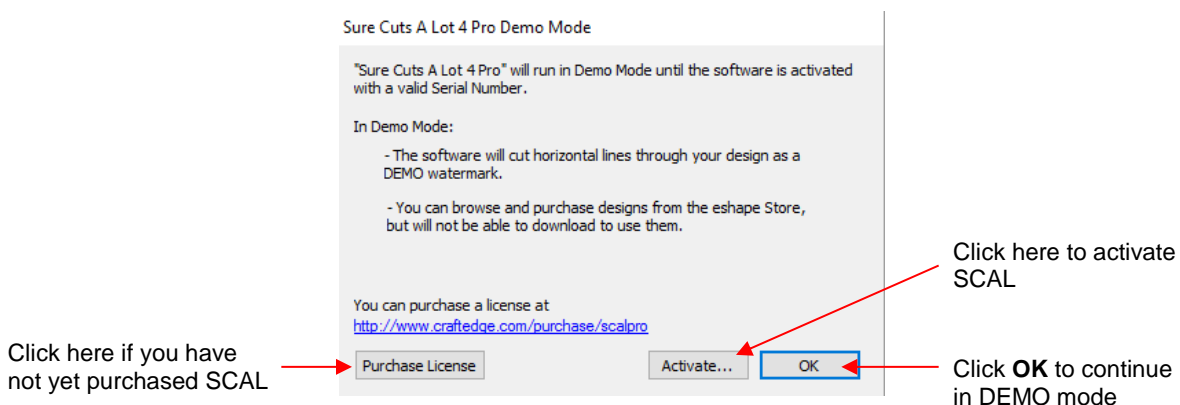 Sure Cuts A Lot 4 Pro Demo Mode
"Sure Cuts A Lot 4 Pro" will run in Demo Mode until the software is activated
with a valid Serial Number.
In Demo Mode:
- The software will cut horizontal lines through your design as a
DEMO watermark.
- You can browse and purchase designs from the eshape Store,
but will not be able to download to use them.
Click here to activate
SCAL
You can purchase a license at
http://www.craftedge.com/purchase/scalpro
Click here if you have
not yet purchased SCAL
Purchase License
Activate...
OK
Click OK to continue
in DEMO mode